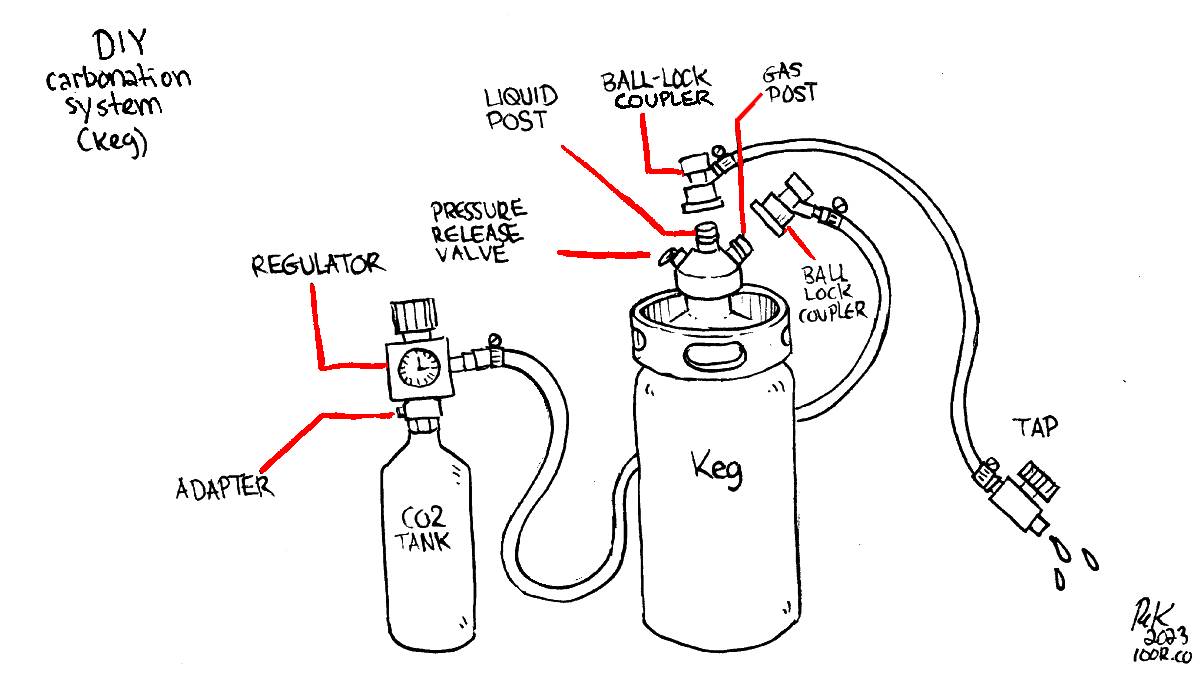 DIY
carbonation
system
(keg)
LIQUID
POST
BALL-LOCK
COUPLER
GAS
POST
PRESSURE
RELEASE
VALVE
REGULATOR
BALL
LOCK
COUPLER
ADAPTER
CO2
TANK
Keg
TAP
ReK
2023
100R.CO